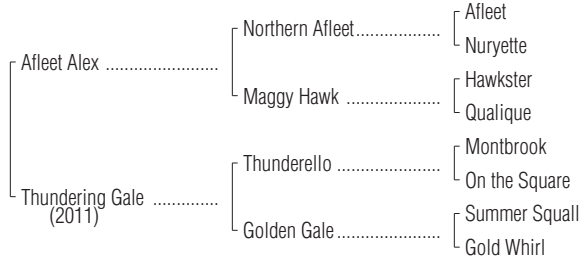 Afleet
Northern Afleet....................
Nuryette
Afleet Alex ........................
Hawkster
Maggy Hawk ......................
Qualique
Montbrook
Thunderello ........................
On the Square
Thundering Gale ..............
(2011)
Summer Squall
Golden Gale........................
Gold Whirl